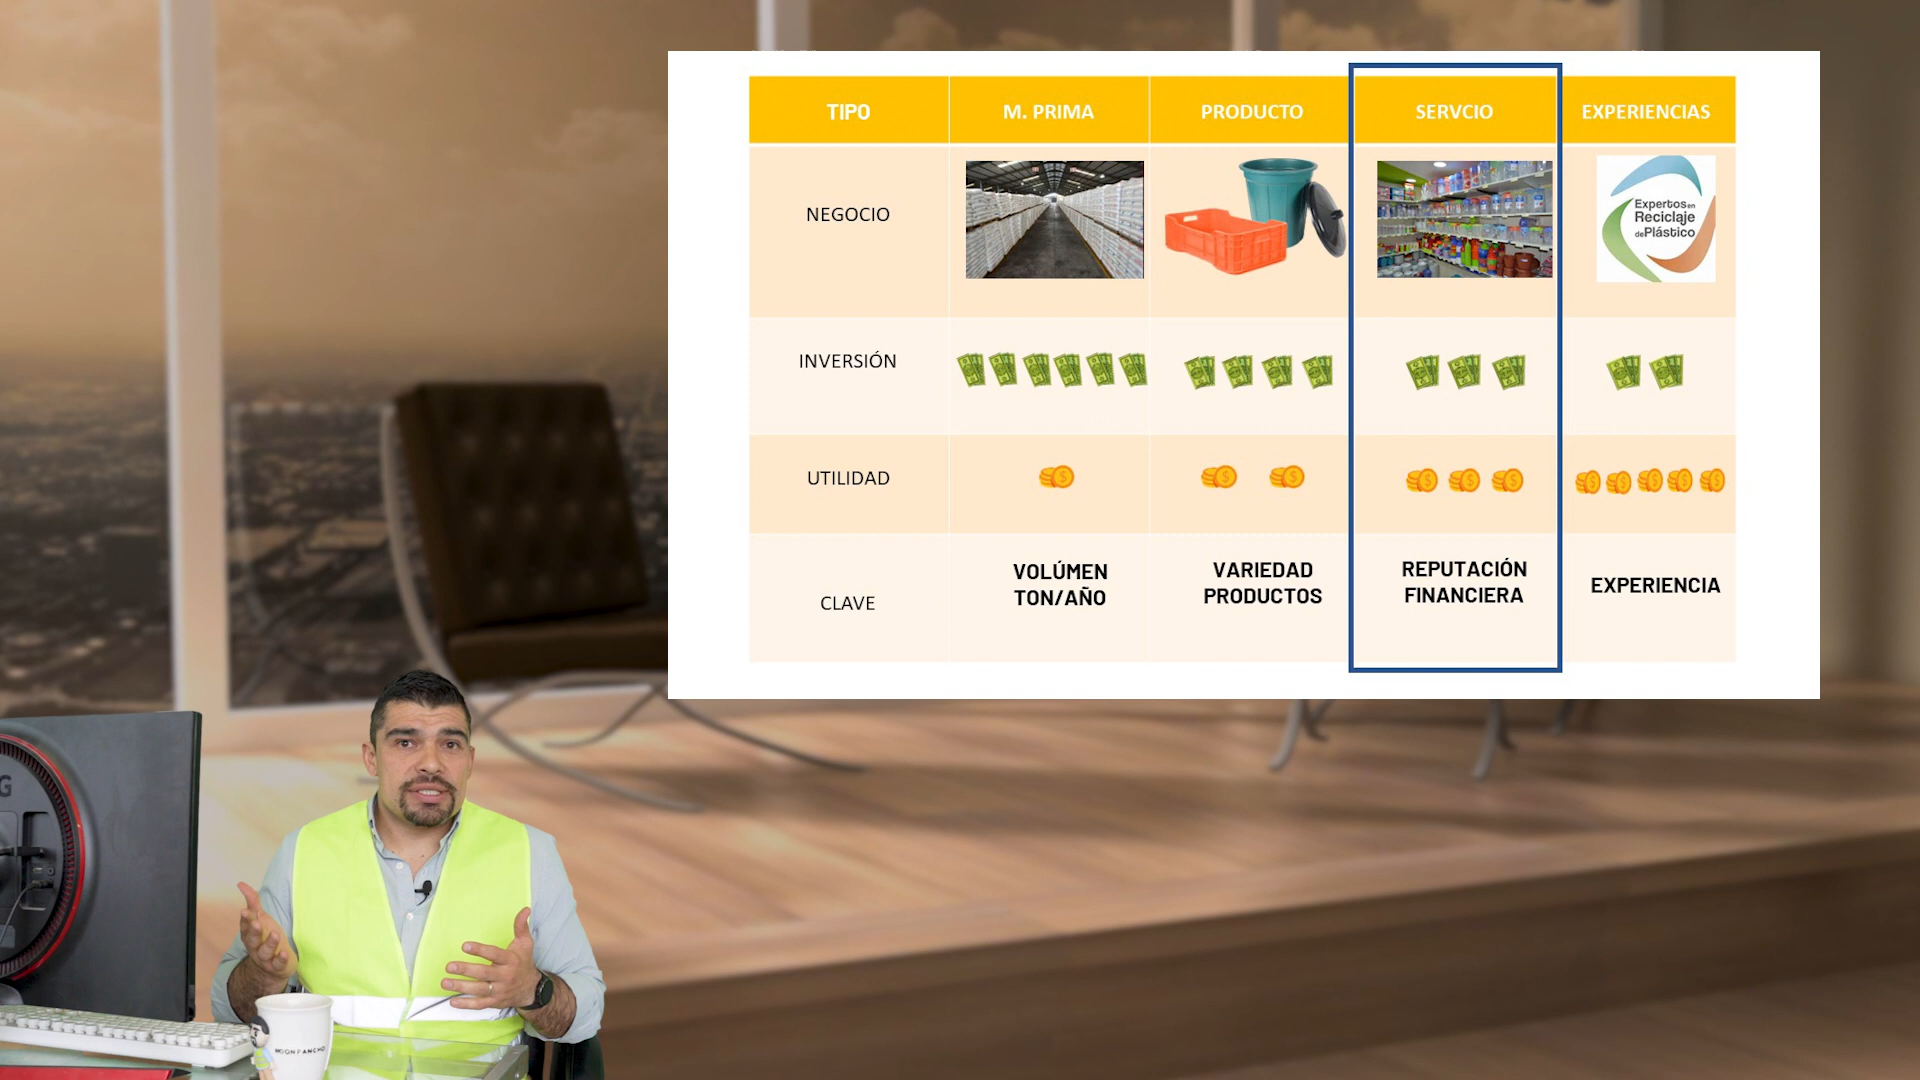 TIPO
M. PRIMA
PRODUCTO
SERVCIO
EXPERIENCIAS
NEGOCIO
Expertos en
Reciclaje
de Plástico
INVERSIÓN
UTILIDAD
CLAVE
VOLÚMEN
TON/AÑO
VARIEDAD
PRODUCTOS
REPUTACIÓN
FINANCIERA
EXPERIENCIA
G